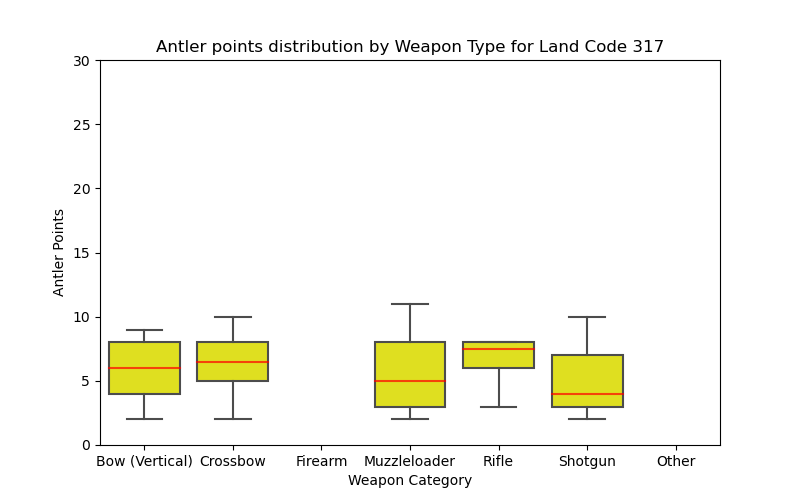 Antler points distribution by Weapon Type for Land Code 317
30
25
20
15
10
5
0
Antler Points
Bow (Vertical) Crossbow Firearm Muzzleloader Rifle Shotgun Other
Weapon Category